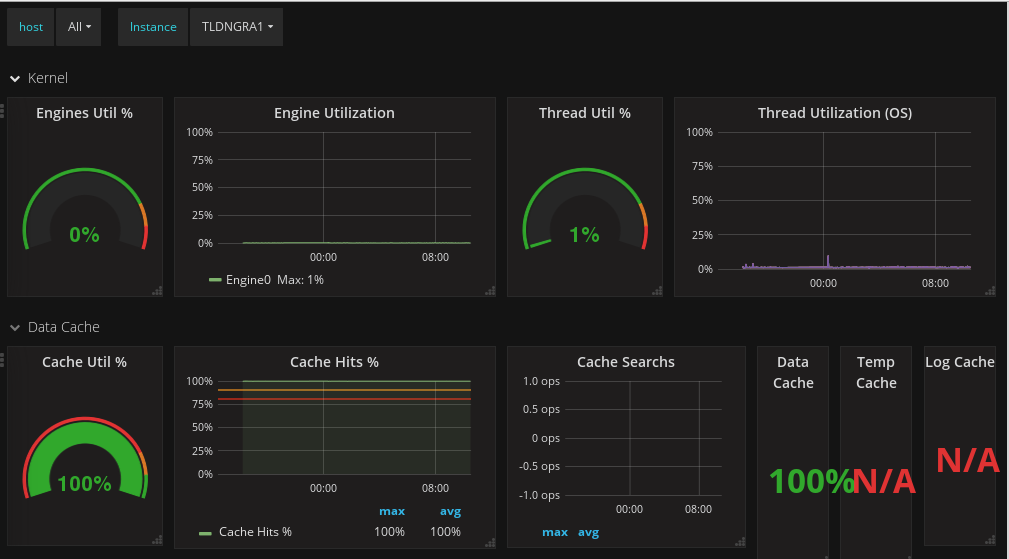 host All Instance TLDNGRA1
Kernel
Engines Util %
0%
Engine Utilization
100%
75%
50%
25%
0%
00:00 08:00
Engine0 Max: 1%
Thread Util %
1%
Thread Utilization (OS)
100%
75%
50%
25%
0%
00:00 08:00
Data Cache
Cache Util %
100%
Cache Hits %
100%
75%
50%
25%
0%
00:00 08:00
max avg
Cache Hits % 100% 100%
Cache Searchs
1.0 ops
0.5 ops
0 ops
-0.5 ops
-1.0 ops
00:00 08:00
max avg
Data
Cache
100%
Temp
Cache
N/A
Log Cache
N/A